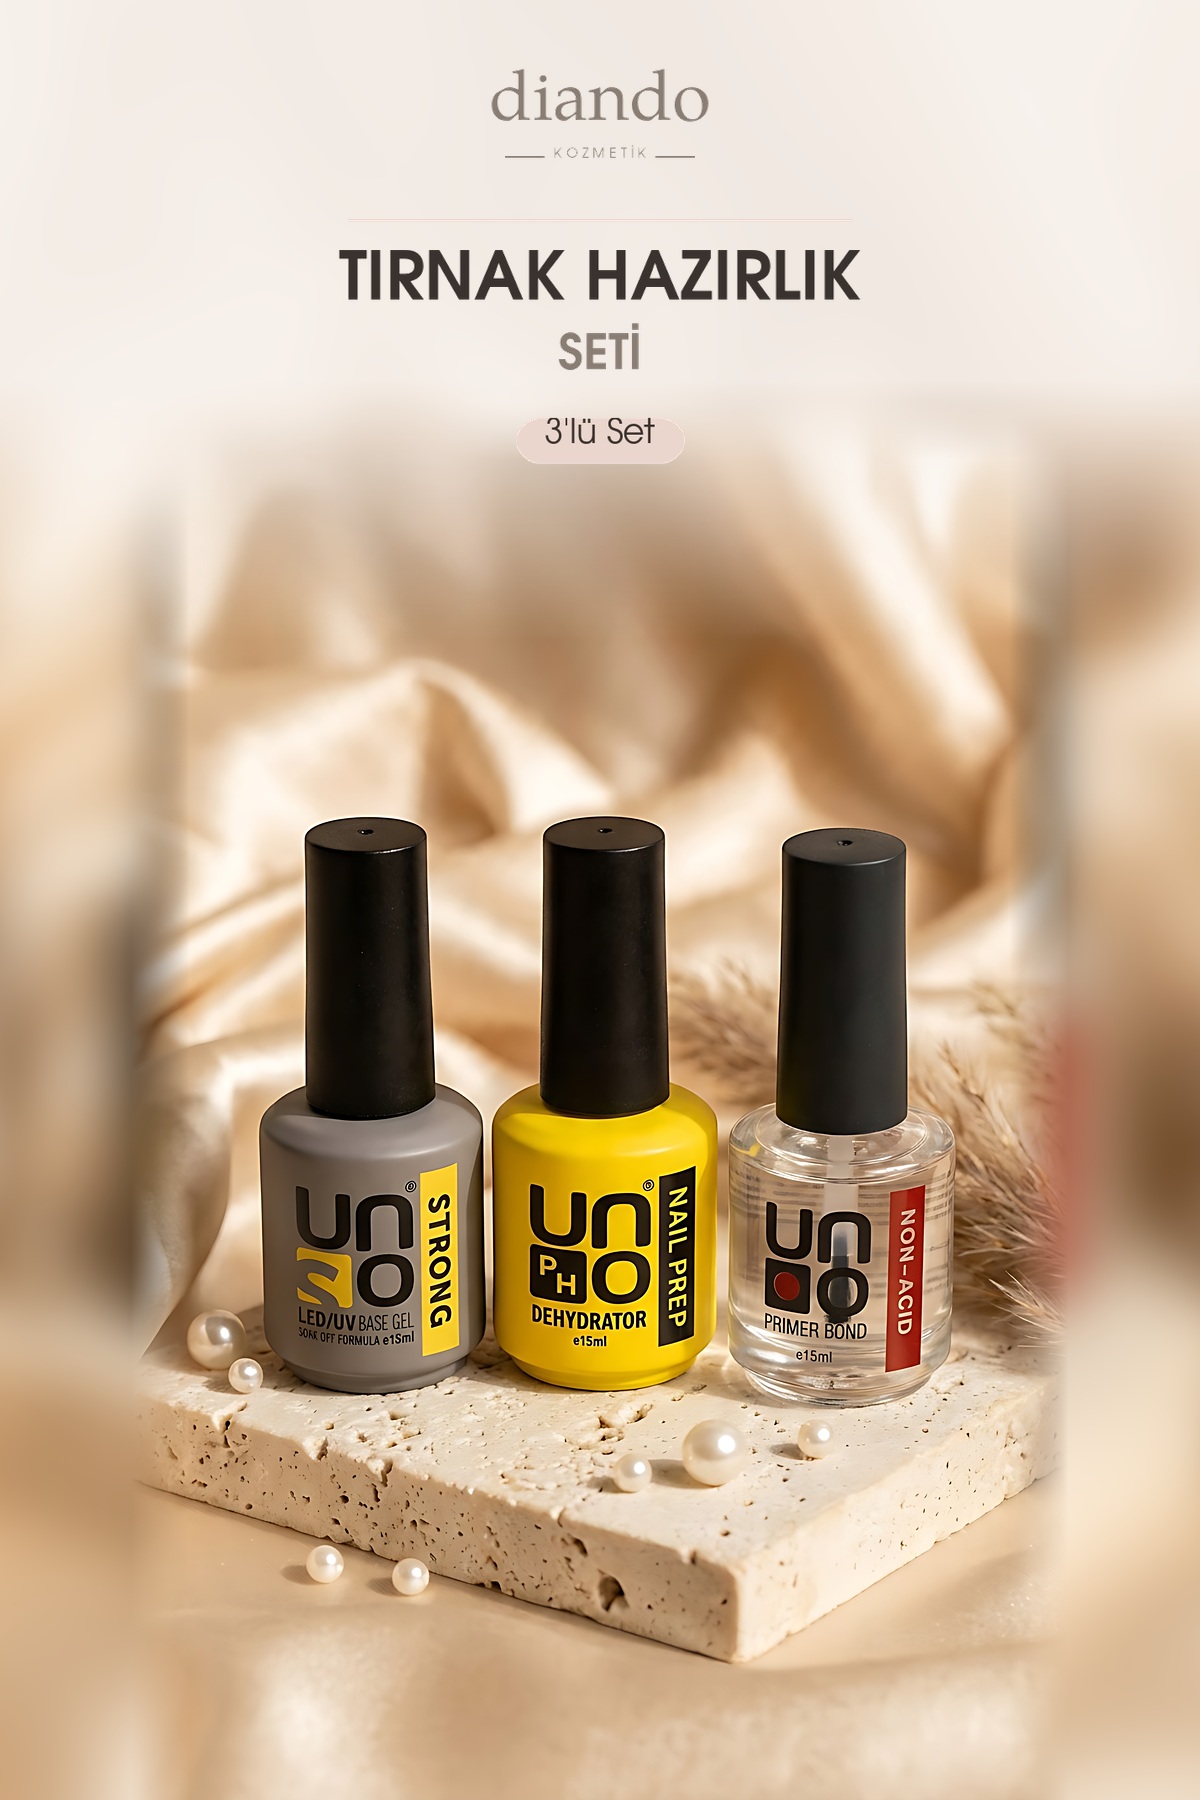 diando
KOZMETİK
TIRNAK HAZIRLIK
SETİ
3'lü Set
UNO®
STRONG
LED/UV BASE GEL
SOAK OFF FORMULA e15ml
UNO®
PH
NAIL PREP
DEHYDRATOR
e15ml
UNO
NON-ACID
PRIMER BOND
e15ml